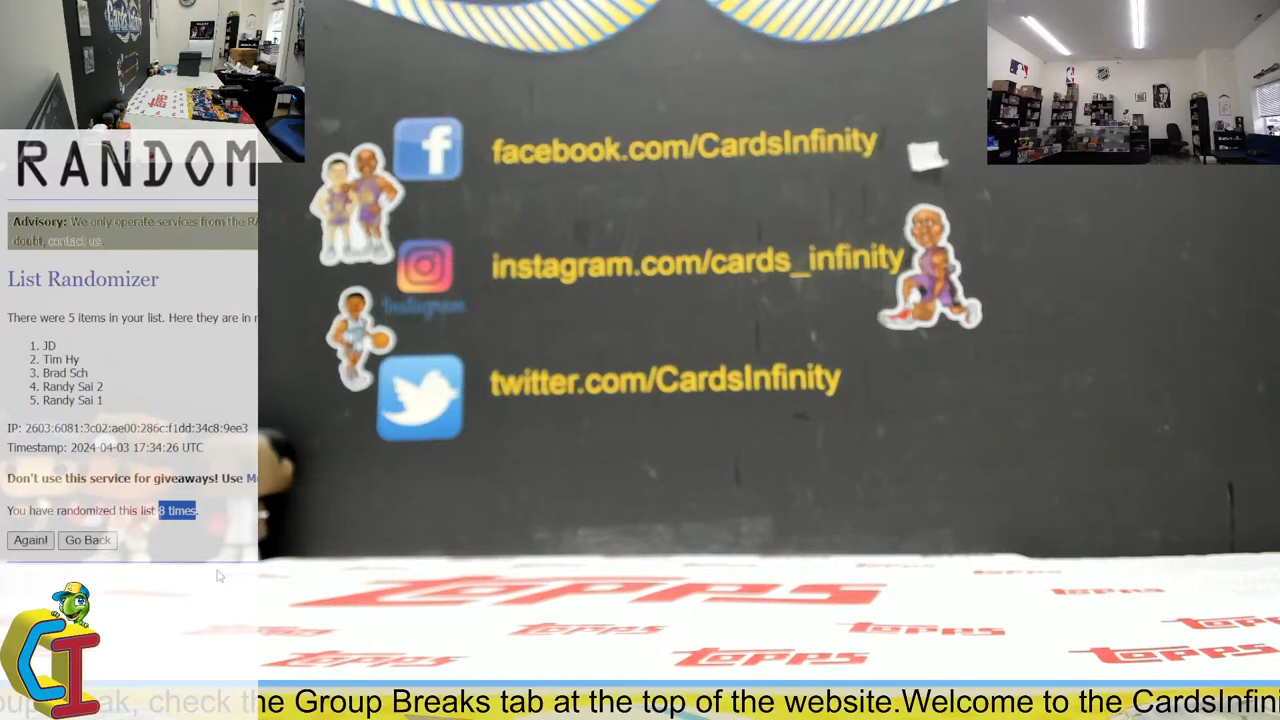 RANDOM
Advisory: We only operate services from the RA
doubt, contact us.
List Randomizer
There were 5 items in your list. Here they are in r
1. JD
2. Tim Hy
3. Brad Sch
4. Randy Sai 2
5. Randy Sai 1
IP: 2603:6081:3c02:ae00:286c:f1dd:34c8:9ee3
Timestamp: 2024-04-03 17:34:26 UTC
Don't use this service for giveaways! Use M
You have randomized this list 8 times.
Again! Go Back
facebook.com/CardsInfinity
instagram.com/cards_infinity
Instagram
twitter.com/CardsInfinity
topps
topps topps topps
topps topps topps
CI
check the Group Breaks tab at the top of the website.Welcome to the CardsInfini